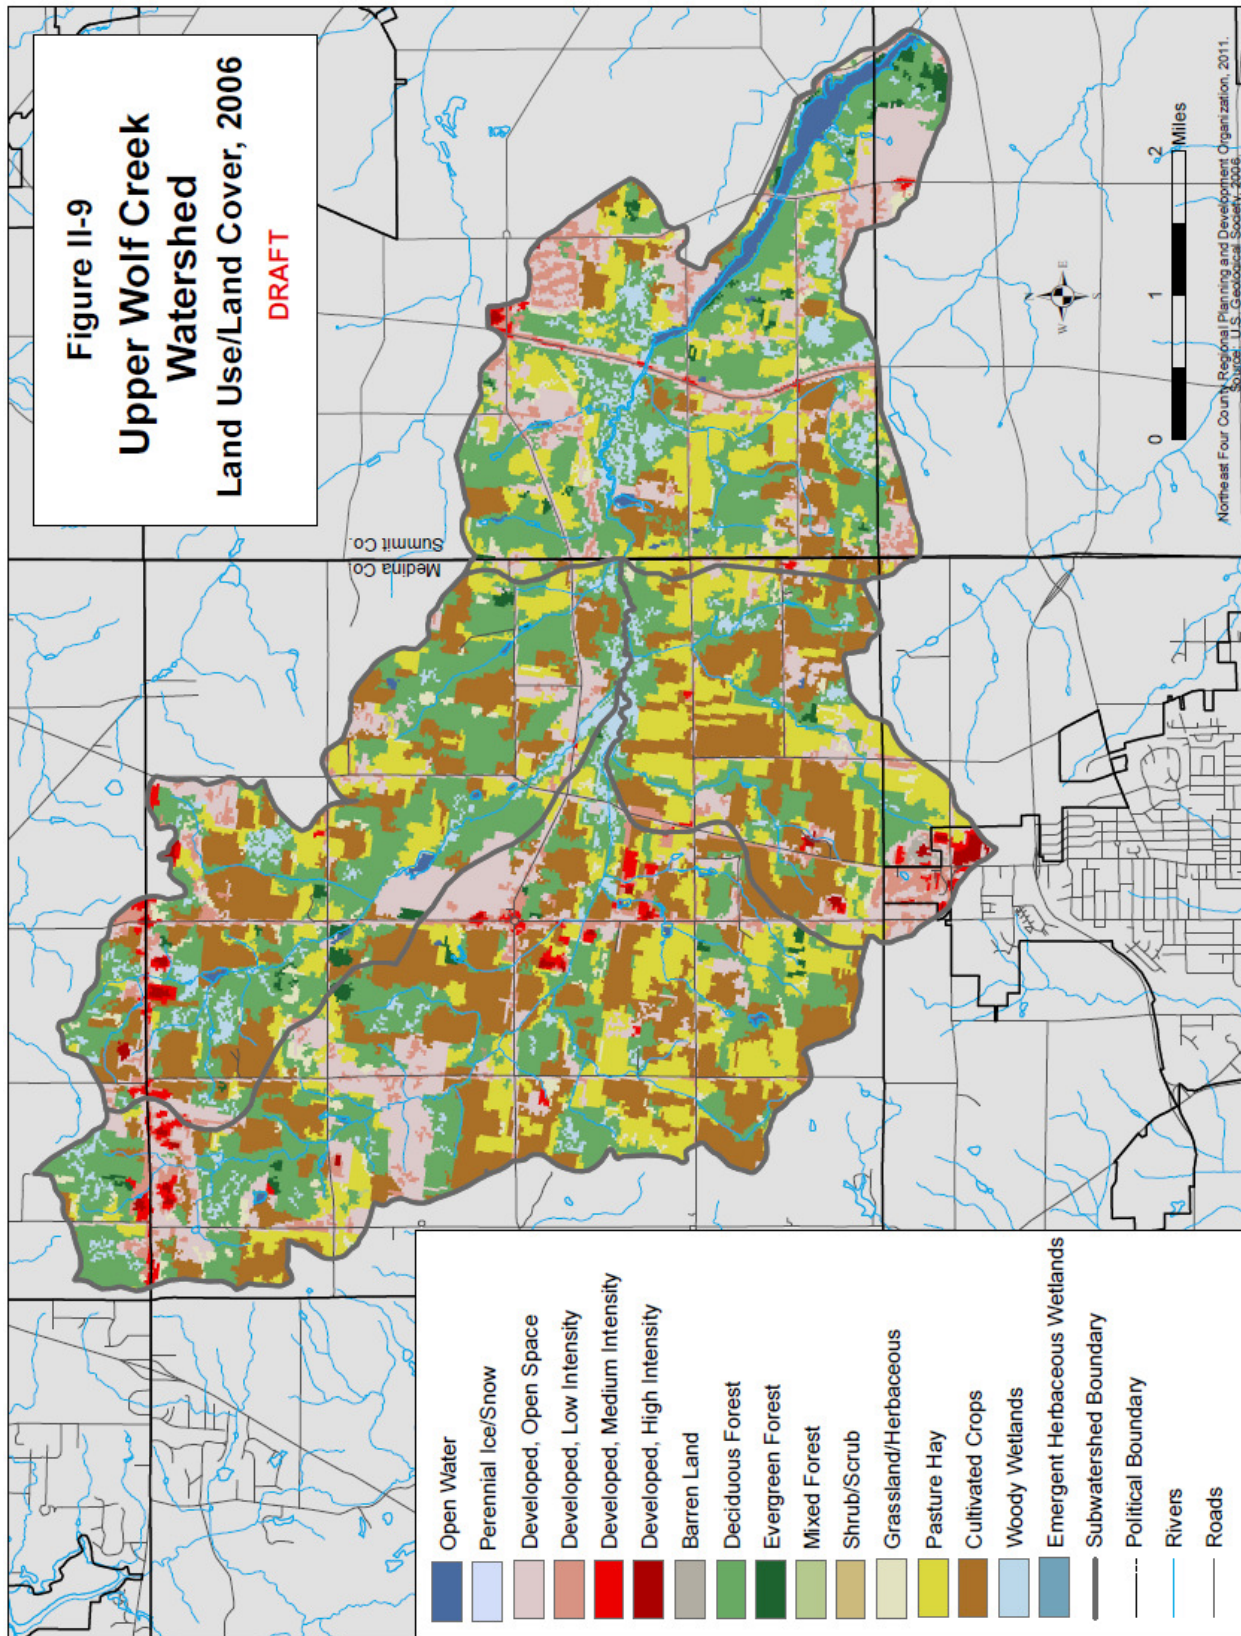 Figure II-9
Upper Wolf Creek
Watershed
Land Use/Land Cover, 2006
DRAFT
Medina Co.
Summit Co.
Open Water
Perennial Ice/Snow
Developed, Open Space
Developed, Low Intensity
Developed, Medium Intensity
Developed, High Intensity
Barren Land
Deciduous Forest
Evergreen Forest
Mixed Forest
Shrub/Scrub
Grassland/Herbaceous
Pasture Hay
Cultivated Crops
Woody Wetlands
Emergent Herbaceous Wetlands
Subwatershed Boundary
Political Boundary
Rivers
Roads
N
W
E
S
0
1
2
Miles
Northeast Four County Regional Planning and Development Organization, 2011.
Source: U.S. Geological Society, 2006.